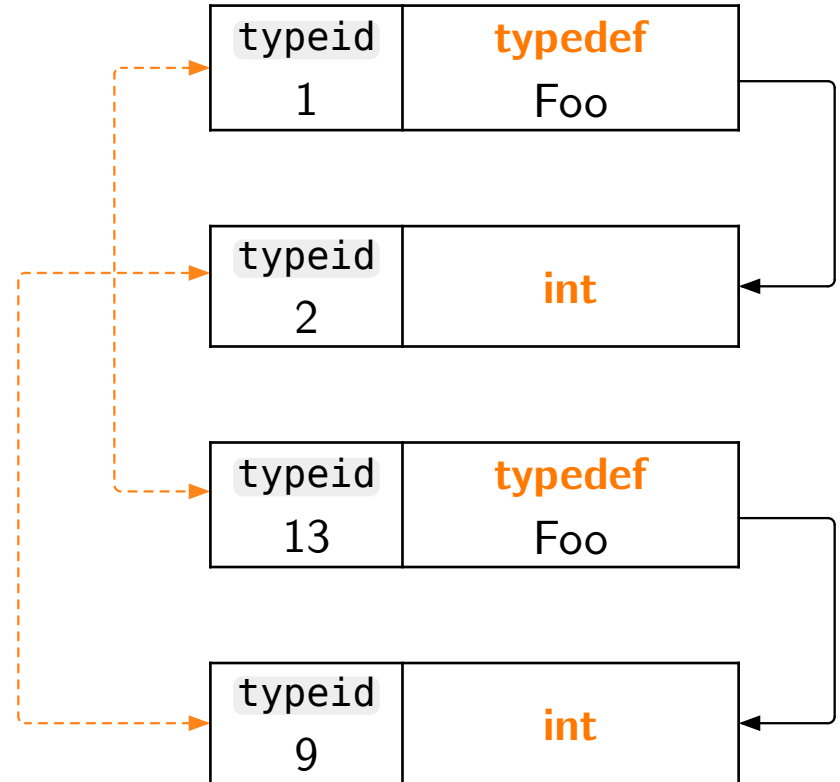 typeid typedef
1 Foo
typeid
2 int
typeid typedef
13 Foo
typeid
9 int